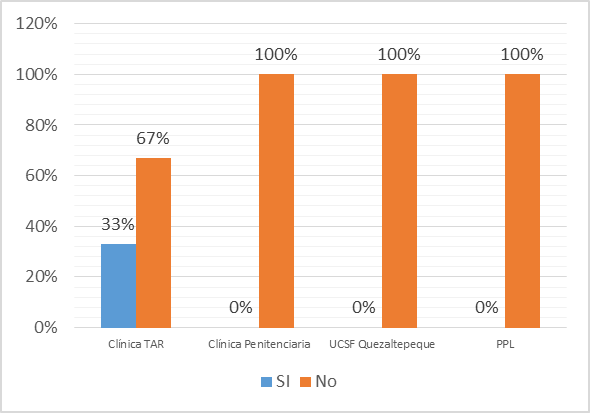 120%
100%
80%
60%
40%
20%
0%
33%
67%
0%
100%
0%
100%
0%
100%
Clínica TAR
Clínica Penitenciaria
UCSF Quezaltepeque
PPL
SI
No